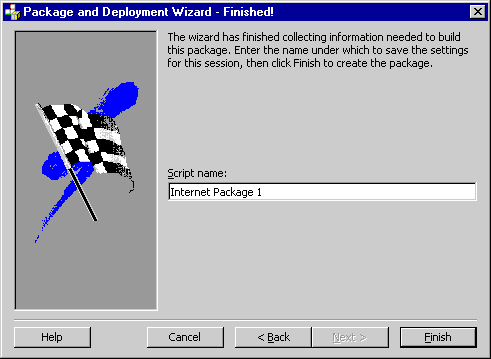 Package and Deployment Wizard - Finished!
The wizard has finished collecting information needed to build
this package. Enter the name under which to save the settings
for this session, then click Finish to create the package.
Script name:
Internet Package 1
Help
Cancel
< Back
Next >
Finish